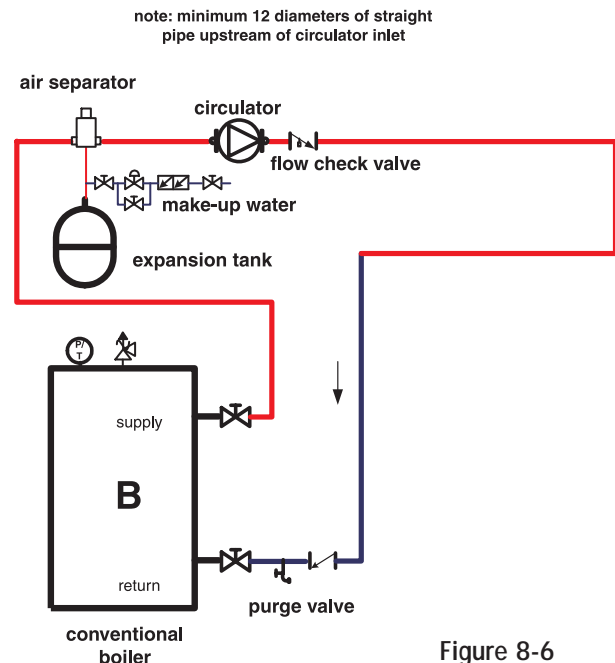 note: minimum 12 diameters of straight
pipe upstream of circulator inlet
air separator
circulator
flow check valve
make-up water
expansion tank
P/
T
supply
B
return
purge valve
conventional
boiler
Figure 8-6